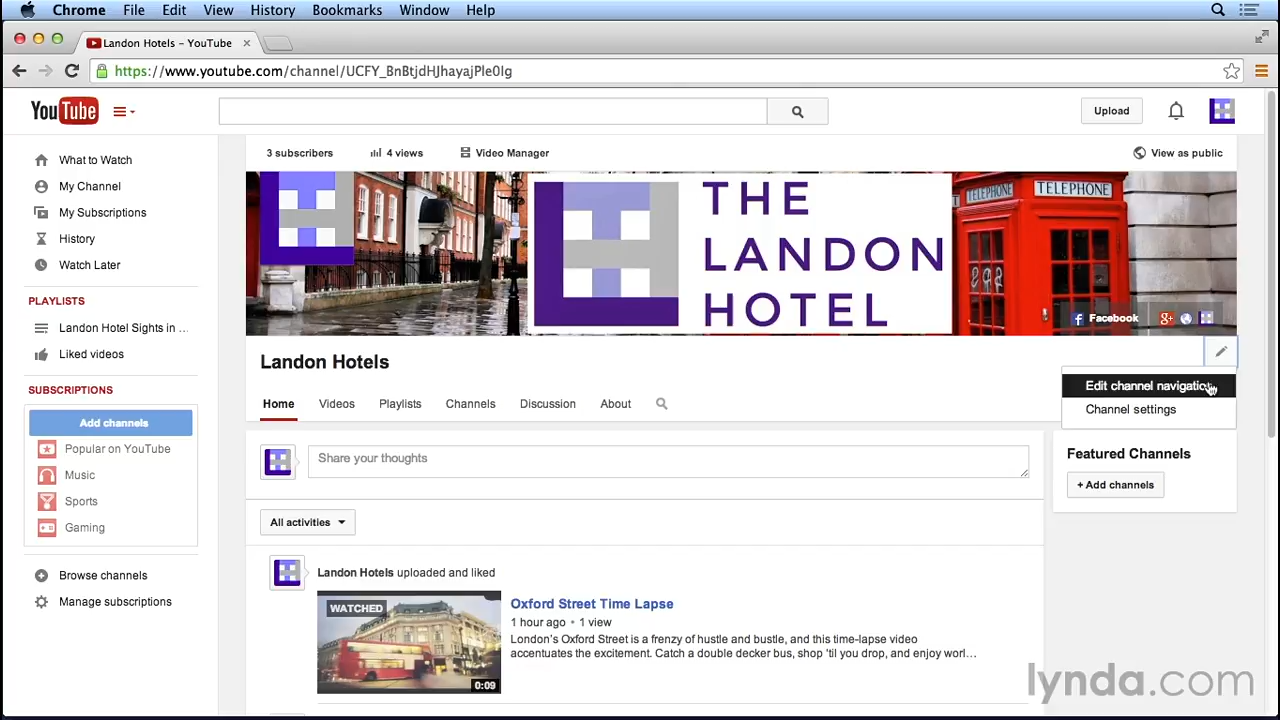 Chrome File Edit View History Bookmarks Window Help
Landon Hotels – YouTube
https://www.youtube.com/channel/
YouTube
Upload
3 subscribers 4 views Video Manager View as public
What to Watch
My Channel
My Subscriptions
History
Watch Later
PLAYLISTS
Landon Hotel Sights in ...
Liked videos
SUBSCRIPTIONS
Add channels
Popular on YouTube
Music
Sports
Gaming
Browse channels
Manage subscriptions
THE
LANDON
HOTEL
TELEPHONE
TELEPHONE
Facebook
Landon Hotels
Edit channel navigation
Channel settings
Home Videos Playlists Channels Discussion About
Share your thoughts
All activities
Landon Hotels uploaded and liked
WATCHED
0:09
Oxford Street Time Lapse
1 hour ago • 1 view
London's Oxford Street is a frenzy of hustle and bustle, and this time-lapse video
accentuates the excitement. Catch a double decker bus, shop 'til you drop, and enjoy worl...
Featured Channels
+ Add channels
lynda.com